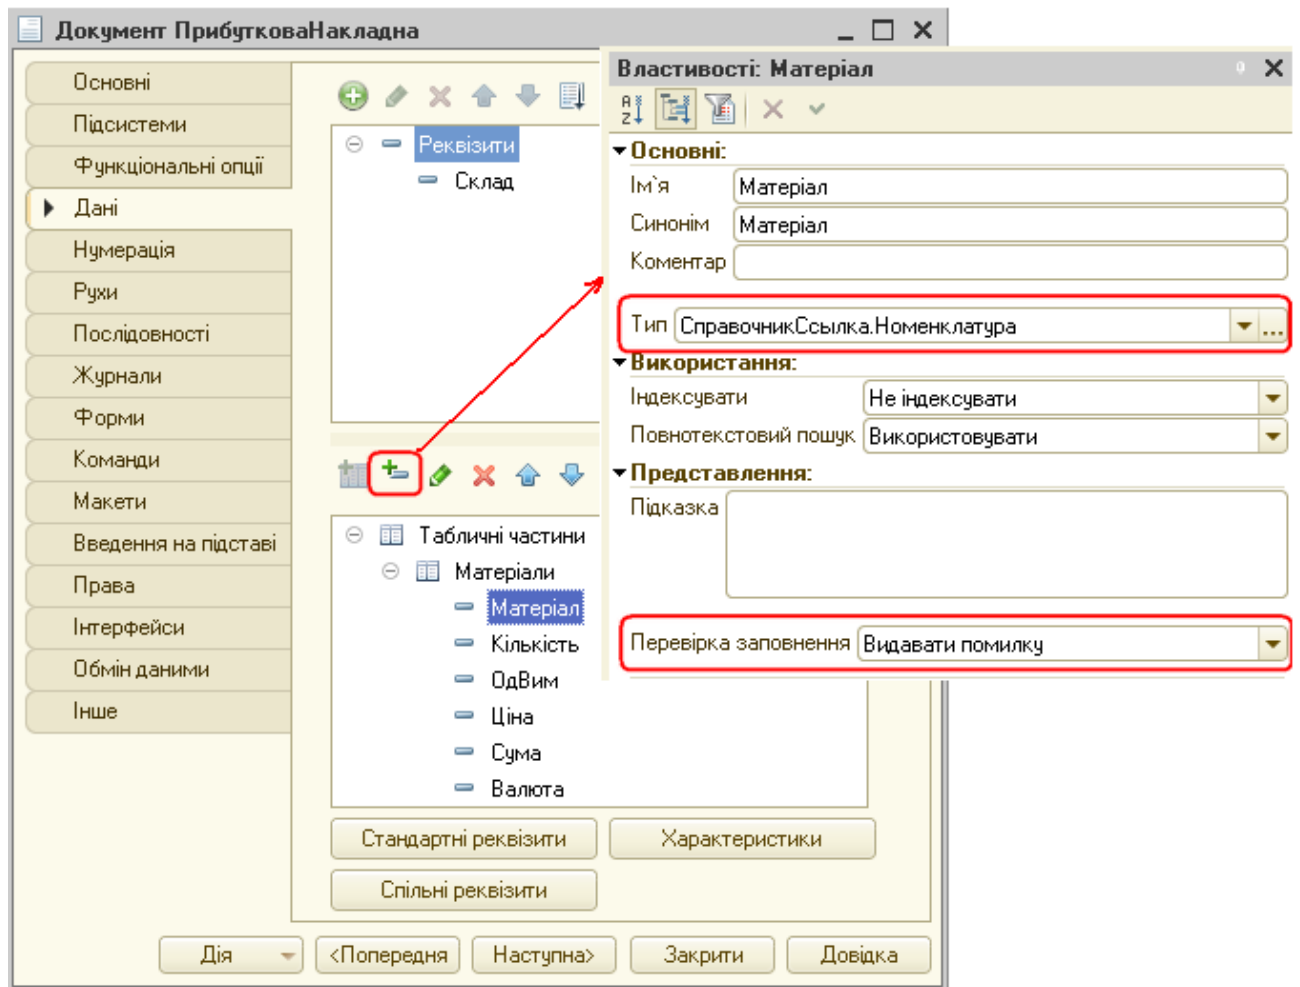 Документ ПрибутковаНакладна
Основні
Підсистеми
Функціональні опції
Дані
Нумерація
Рухи
Послідовності
Журнали
Форми
Команди
Макети
Введення на підставі
Права
Інтерфейси
Обмін даними
Інше
Реквізити
Склад
Табличні частини
Матеріали
Матеріал
Кількість
ОдВим
Ціна
Сума
Валюта
Стандартні реквізити
Характеристики
Спільні реквізити
Дія
<Попередня
Наступна>
Закрити
Довідка
Властивості: Матеріал
Основні:
Ім`я Матеріал
Синонім Матеріал
Коментар
Тип СправочникСсылка.Номенклатура ...
Використання:
Індексувати Не індексувати
Повнотекстовий пошук Використовувати
Представлення:
Підказка
Перевірка заповнення Видавати помилку